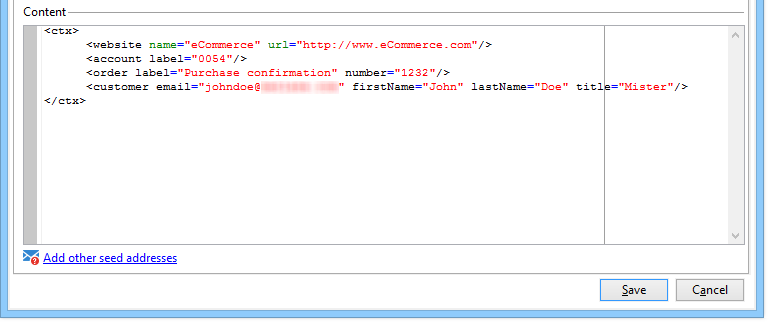 Content
<ctx>
<website name="eCommerce" url="http://www.eCommerce.com"/>
<account label="0054"/>
<order label="Purchase confirmation" number="1232"/>
<customer email="johndoe@" firstName="John" lastName="Doe" title="Mister"/>
</ctx>
Add other seed addresses
Save Cancel